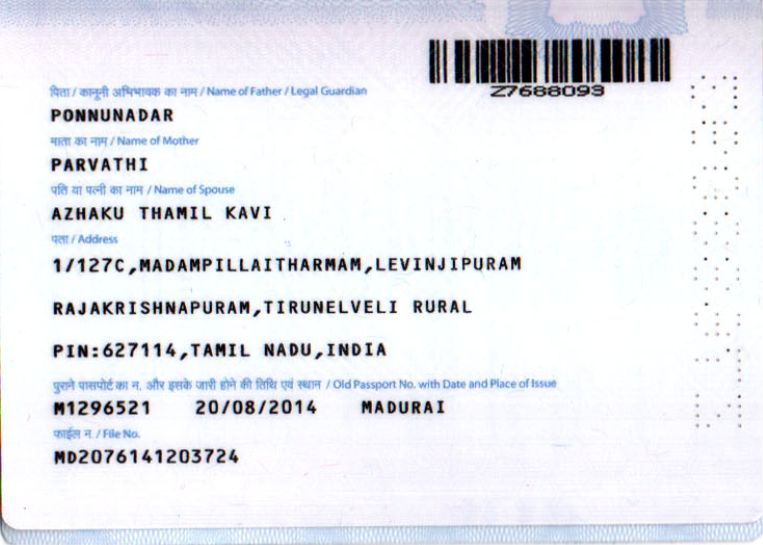 Z7688093
पिता / कानूनी अभिभावक का नाम / Name of Father / Legal Guardian
PONNUNADAR
माता का नाम / Name of Mother
PARVATHI
पति या पत्नी का नाम / Name of Spouse
AZHAKU THAMIL KAVI
पता / Address
1/127C,MADAMPILLAITHARMAM,LEVINJIPURAM
RAJAKRISHNAPURAM,TIRUNELVELI RURAL
PIN:627114,TAMIL NADU,INDIA
पुराने पासपोर्ट का न. और इसके जारी होने की तिथि एवं स्थान / Old Passport No. with Date and Place of Issue
M1296521 20/08/2014 MADURAI
फाईल न. / File No.
MD2076141203724